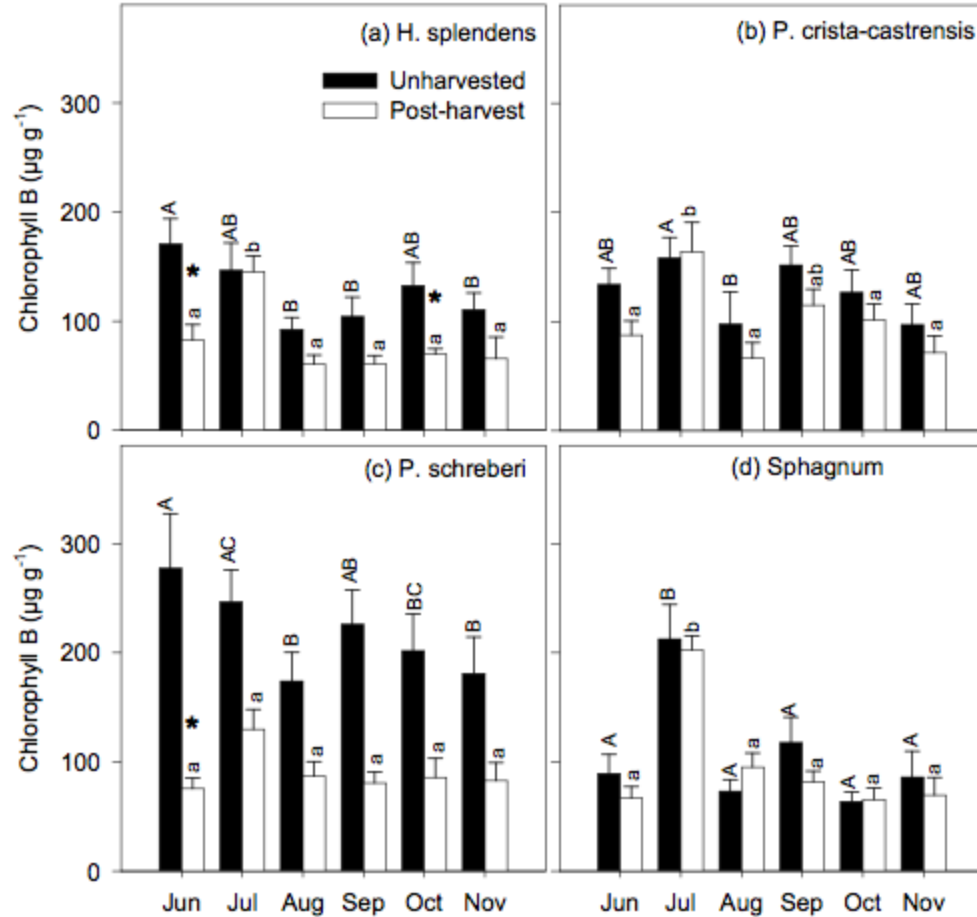 (a) H. splendens
Unharvested
Post-harvest
Chlorophyll B (µg g⁻¹)
300
200
100
0
A
*
a
AB
b
B
a
B
a
AB
*
a
B
a
(b) P. crista-castrensis
AB
a
A
b
B
a
AB
ab
AB
a
AB
a
(c) P. schreberi
Chlorophyll B (µg g⁻¹)
300
200
100
0
A
*
a
AC
a
B
a
AB
a
BC
a
B
a
Jun Jul Aug Sep Oct Nov
(d) Sphagnum
A
a
B
b
A
a
A
a
A
a
A
a
Jun Jul Aug Sep Oct Nov